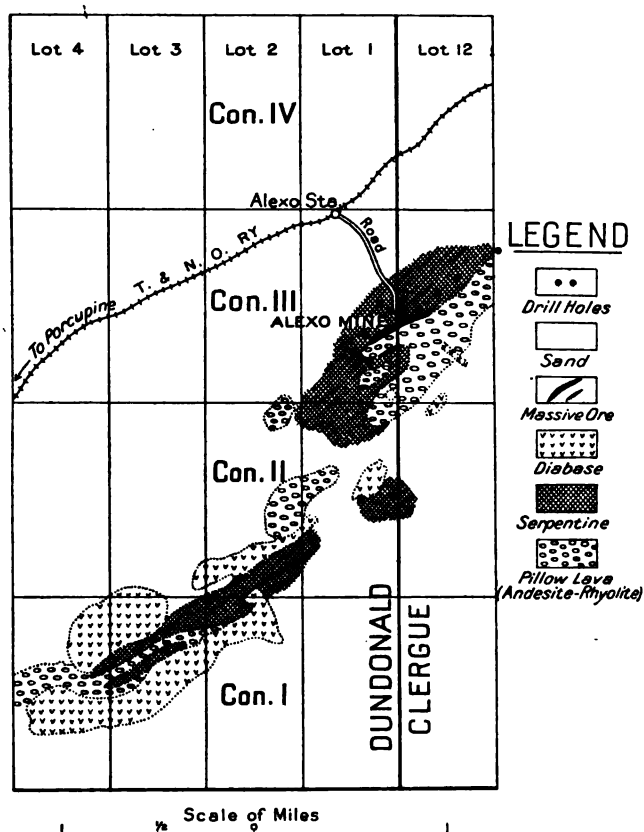 Lot 4
Lot 3
Lot 2
Lot 1
Lot 12
Con. IV
Alexo Sta.
Road
T. & N. O. RY
To Porcupine
Con. III
ALEXO MINE
Con. II
Con. I
DUNDONALD
CLERGUE
LEGEND
Drill Holes
Sand
Massive Ore
Diabase
Serpentine
Pillow Lava
(Andesite-Rhyolite)
Scale of Miles
1 ½ 0 1